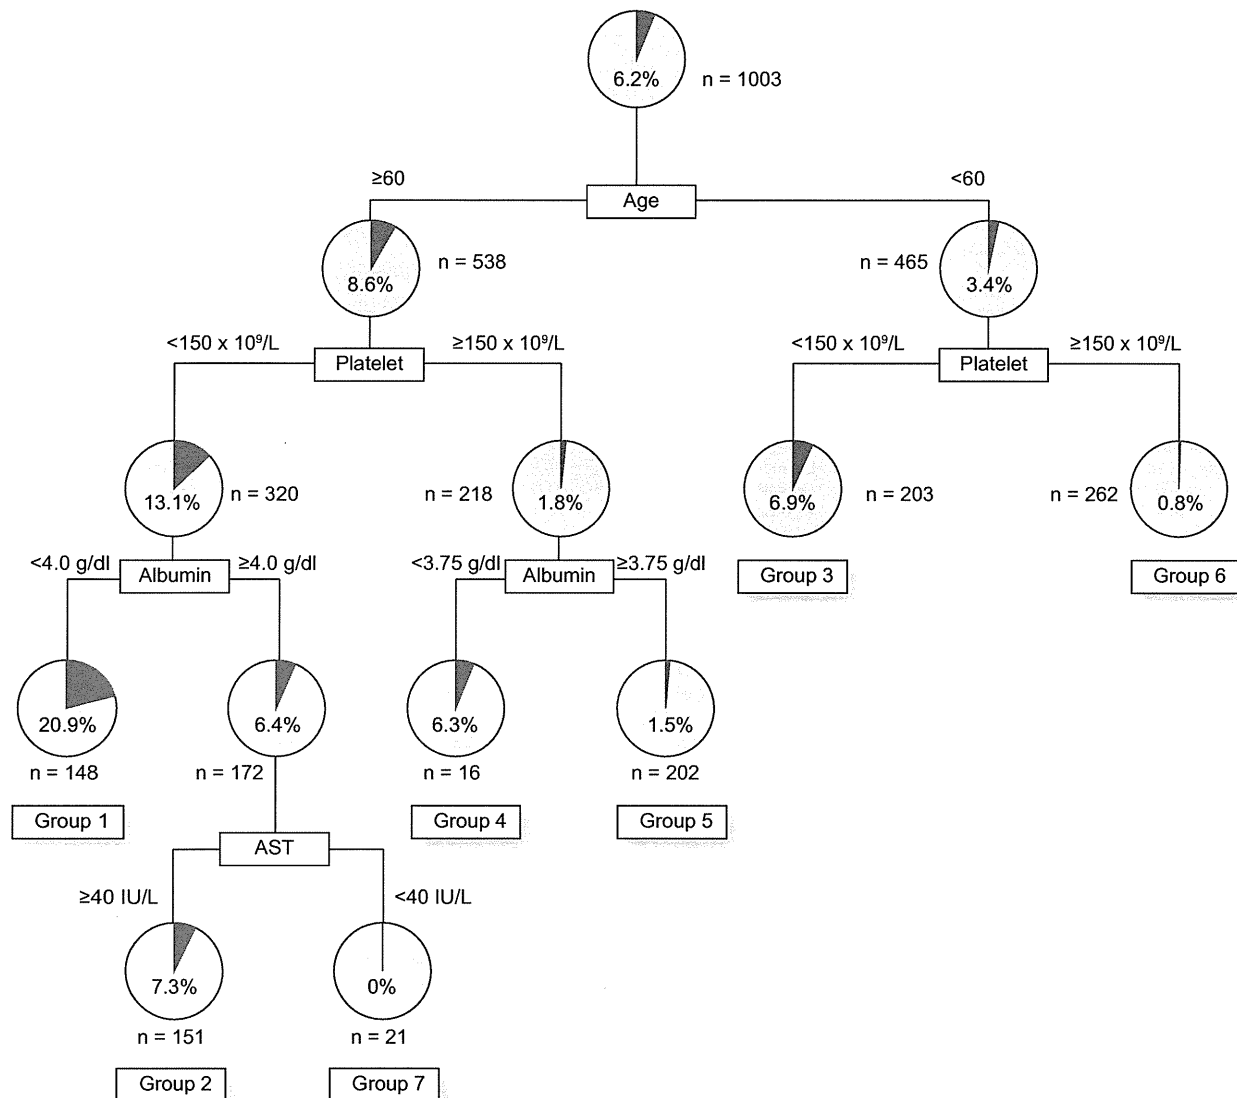 6.2%
n = 1003
≥60
<60
Age
n = 538
8.6%
n = 465
3.4%
<150 x 10⁹/L
≥150 x 10⁹/L
Platelet
<150 x 10⁹/L
≥150 x 10⁹/L
Platelet
13.1%
n = 320
n = 218
1.8%
6.9%
n = 203
n = 262
0.8%
<4.0 g/dl
≥4.0 g/dl
Albumin
<3.75 g/dl
≥3.75 g/dl
Albumin
Group 3
Group 6
20.9%
6.4%
6.3%
1.5%
n = 148
n = 172
n = 16
n = 202
Group 1
Group 4
Group 5
AST
≥40 IU/L
<40 IU/L
7.3%
0%
n = 151
n = 21
Group 2
Group 7